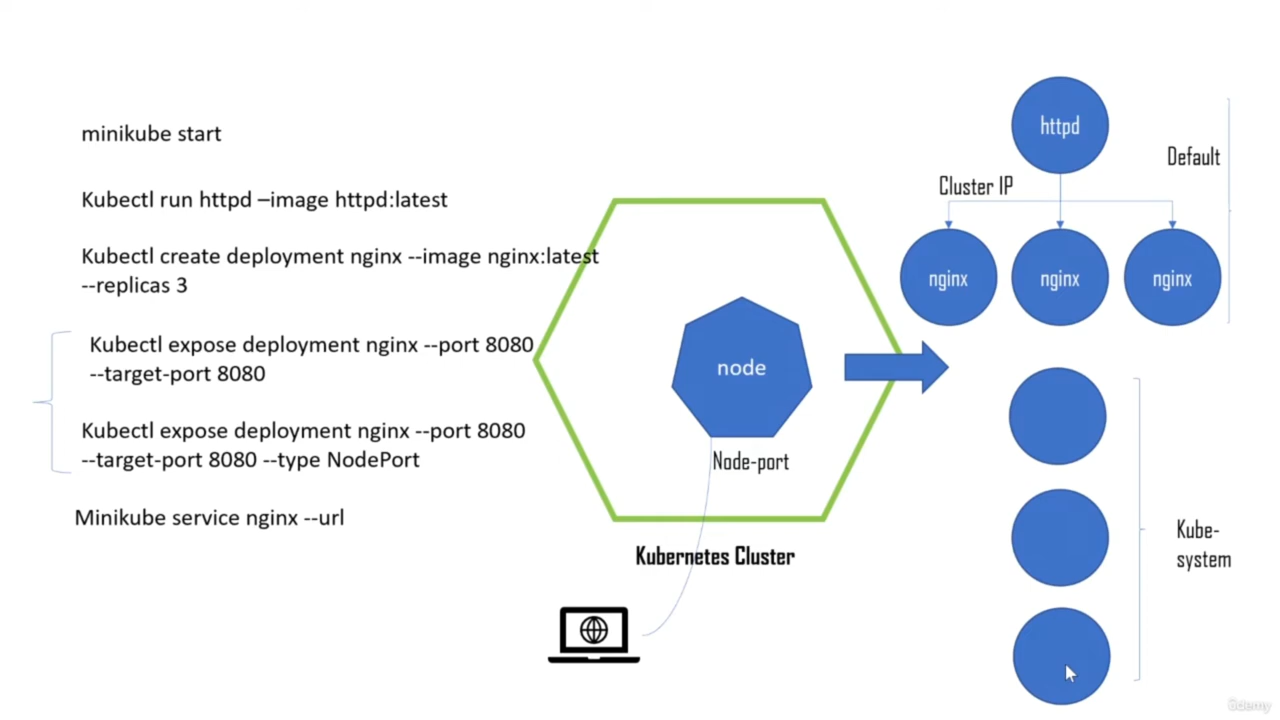 minikube start
Kubectl run httpd –image httpd:latest
Kubectl create deployment nginx --image nginx:latest
--replicas 3
Kubectl expose deployment nginx --port 8080
--target-port 8080
Kubectl expose deployment nginx --port 8080
--target-port 8080 --type NodePort
Minikube service nginx --url
node
Node-port
Kubernetes Cluster
httpd
Default
Cluster IP
nginx
nginx
nginx
Kube-
system
ûdemy